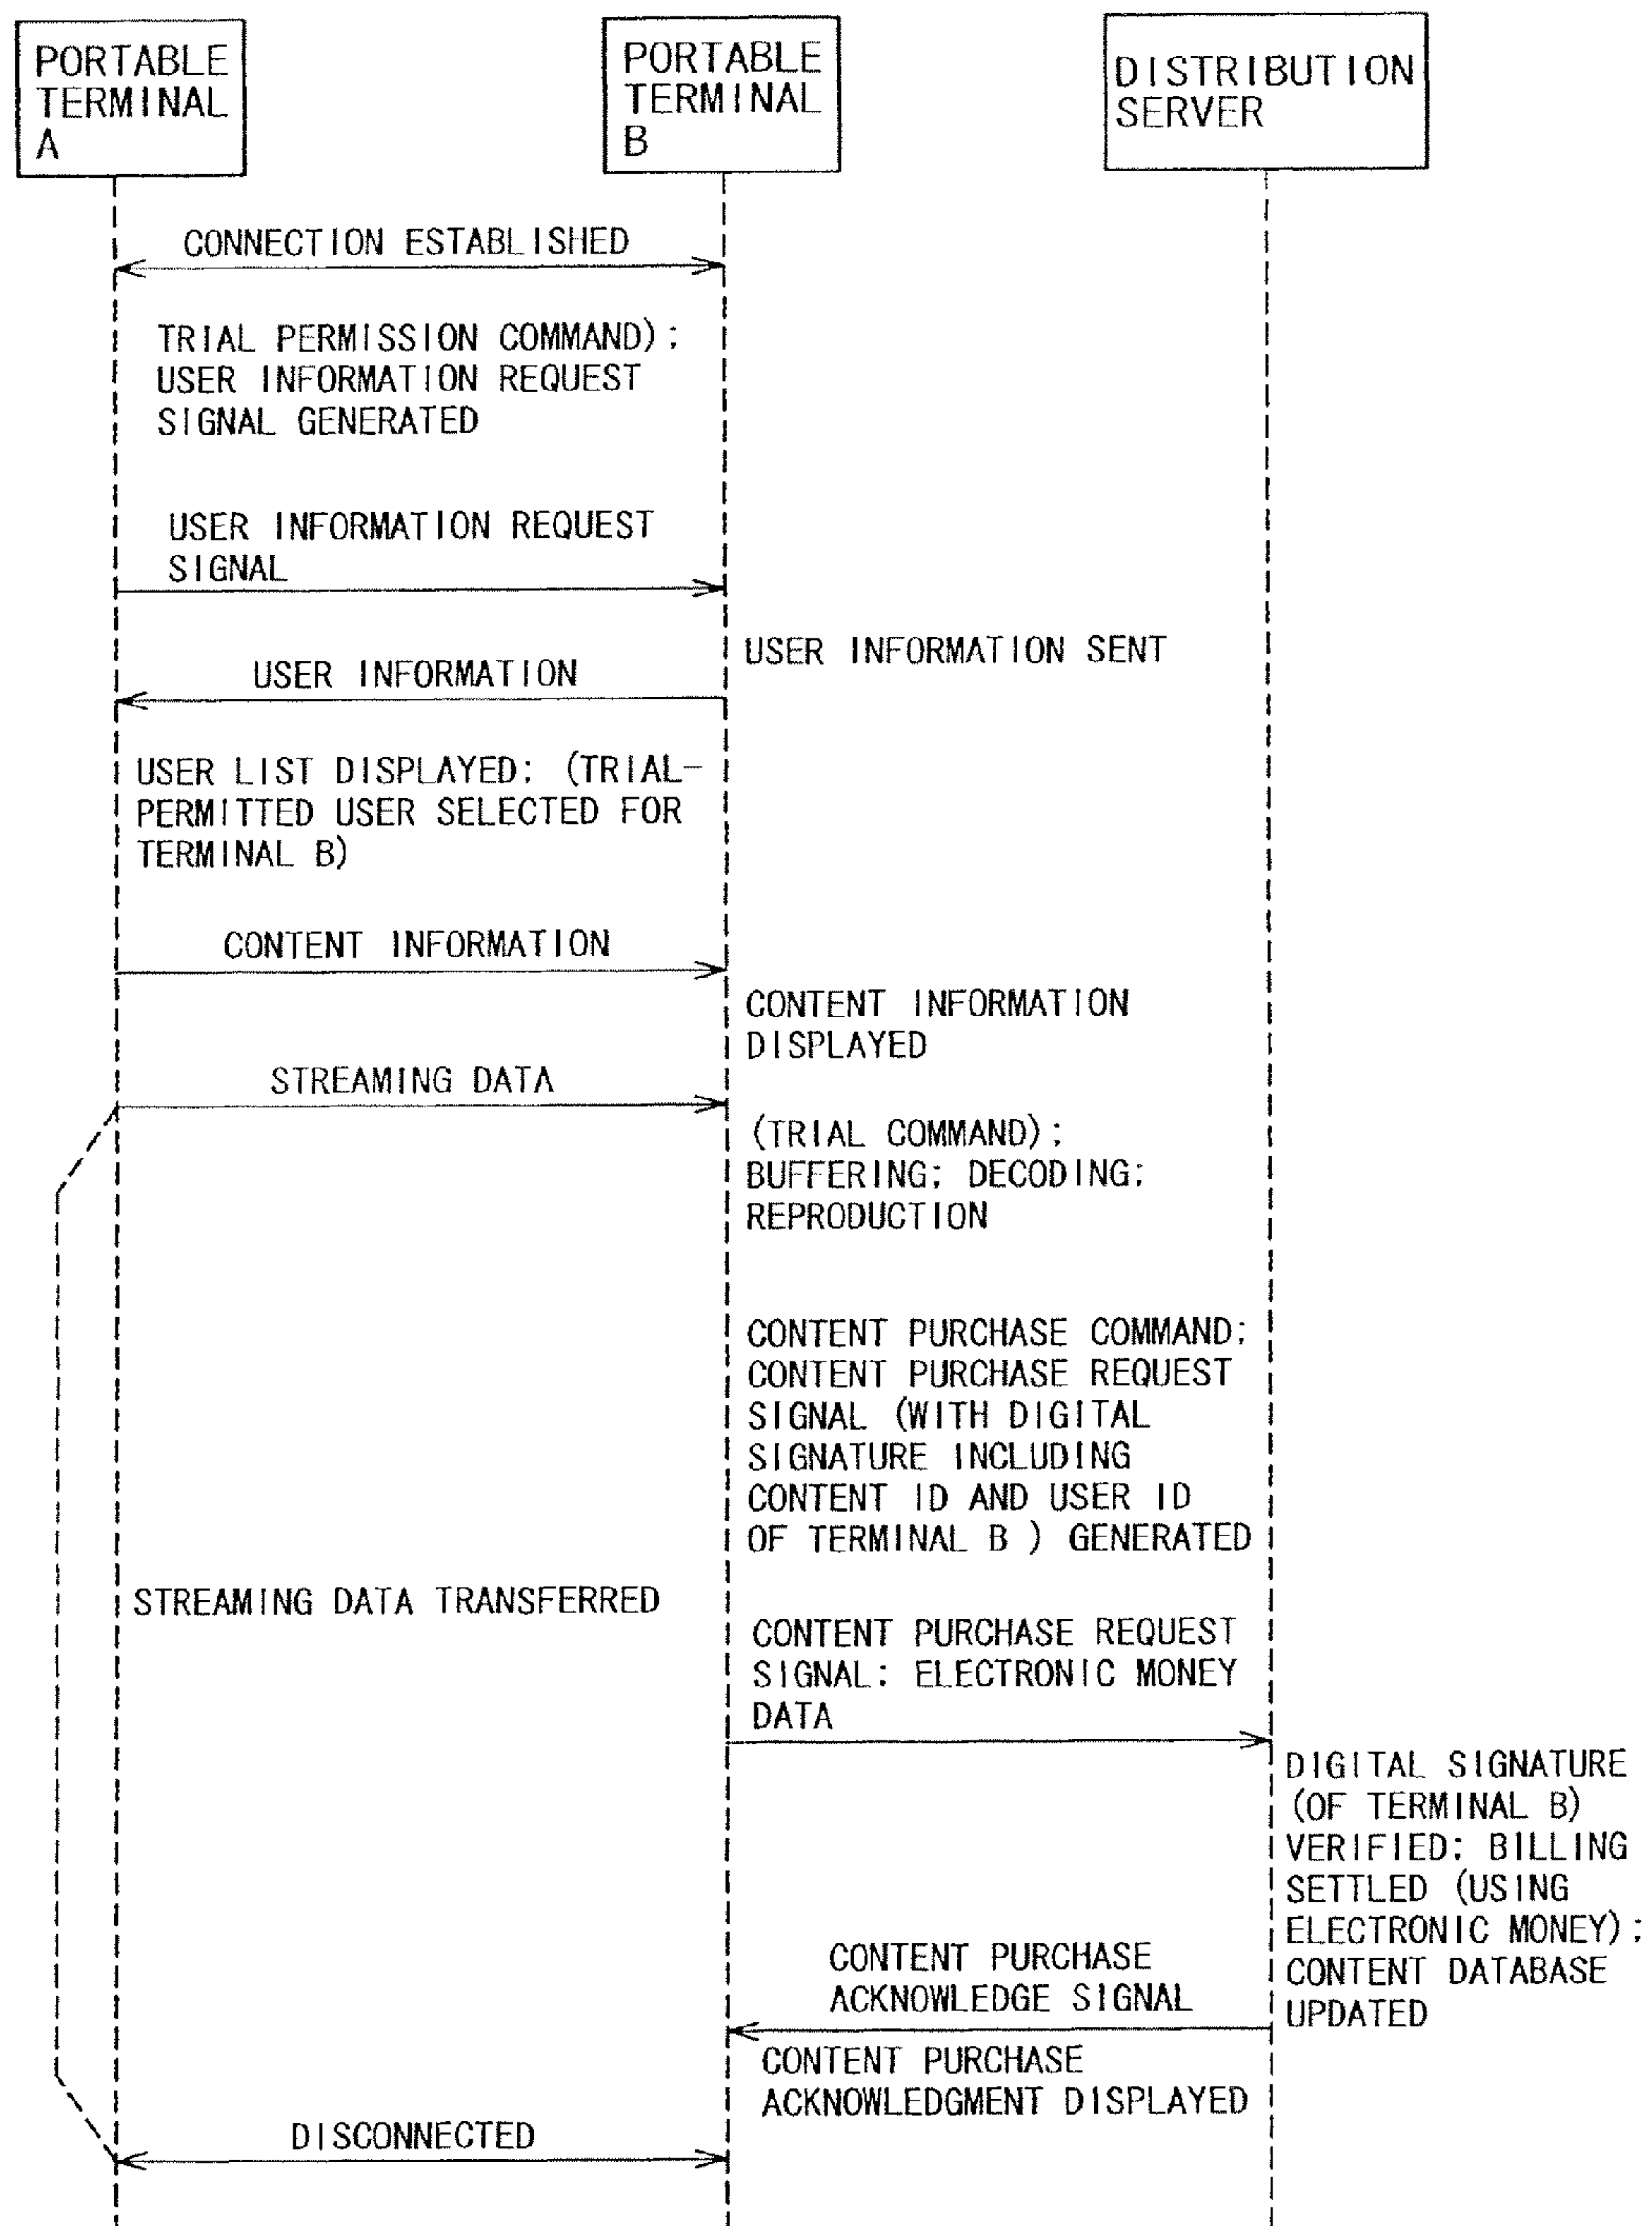 PORTABLE
TERMINAL
A
PORTABLE
TERMINAL
B
DISTRIBUTION
SERVER
CONNECTION ESTABLISHED
TRIAL PERMISSION COMMAND);
USER INFORMATION REQUEST
SIGNAL GENERATED
USER INFORMATION REQUEST
SIGNAL
USER INFORMATION SENT
USER INFORMATION
USER LIST DISPLAYED; (TRIAL-
PERMITTED USER SELECTED FOR
TERMINAL B)
CONTENT INFORMATION
CONTENT INFORMATION
DISPLAYED
STREAMING DATA
(TRIAL COMMAND);
BUFFERING; DECODING;
REPRODUCTION
CONTENT PURCHASE COMMAND;
CONTENT PURCHASE REQUEST
SIGNAL (WITH DIGITAL
SIGNATURE INCLUDING
CONTENT ID AND USER ID
OF TERMINAL B ) GENERATED
STREAMING DATA TRANSFERRED
CONTENT PURCHASE REQUEST
SIGNAL; ELECTRONIC MONEY
DATA
DIGITAL SIGNATURE
(OF TERMINAL B)
VERIFIED; BILLING
SETTLED (USING
ELECTRONIC MONEY);
CONTENT DATABASE
UPDATED
CONTENT PURCHASE
ACKNOWLEDGE SIGNAL
CONTENT PURCHASE
ACKNOWLEDGMENT DISPLAYED
DISCONNECTED